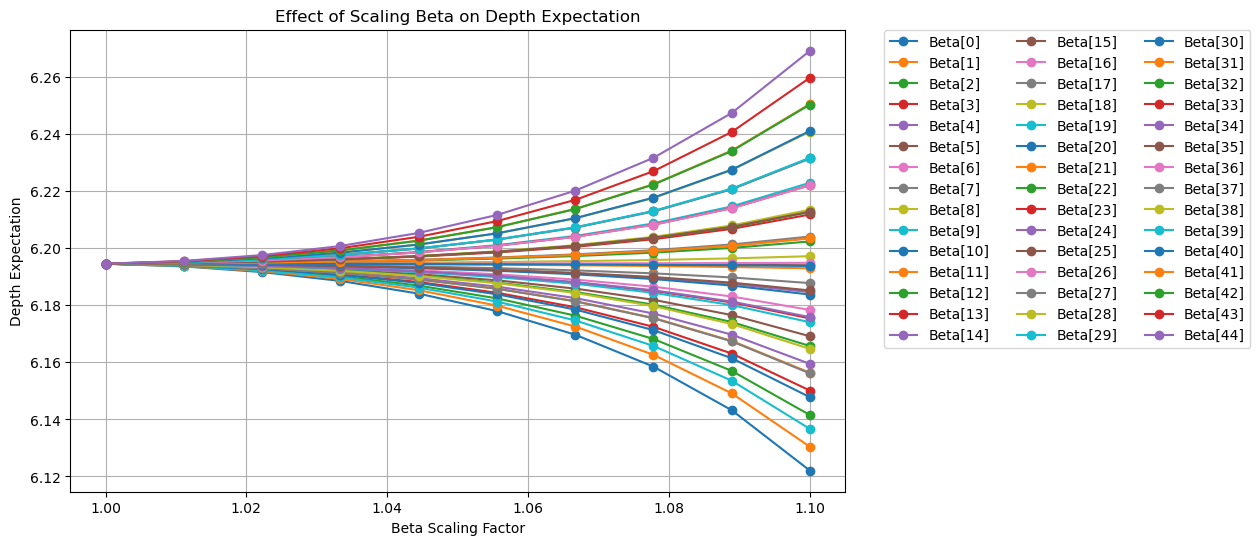 Effect of Scaling Beta on Depth Expectation
Depth Expectation
6.26
6.24
6.22
6.20
6.18
6.16
6.14
6.12
1.00 1.02 1.04 1.06 1.08 1.10
Beta Scaling Factor
Beta[0] Beta[15] Beta[30]
Beta[1] Beta[16] Beta[31]
Beta[2] Beta[17] Beta[32]
Beta[3] Beta[18] Beta[33]
Beta[4] Beta[19] Beta[34]
Beta[5] Beta[20] Beta[35]
Beta[6] Beta[21] Beta[36]
Beta[7] Beta[22] Beta[37]
Beta[8] Beta[23] Beta[38]
Beta[9] Beta[24] Beta[39]
Beta[10] Beta[25] Beta[40]
Beta[11] Beta[26] Beta[41]
Beta[12] Beta[27] Beta[42]
Beta[13] Beta[28] Beta[43]
Beta[14] Beta[29] Beta[44]